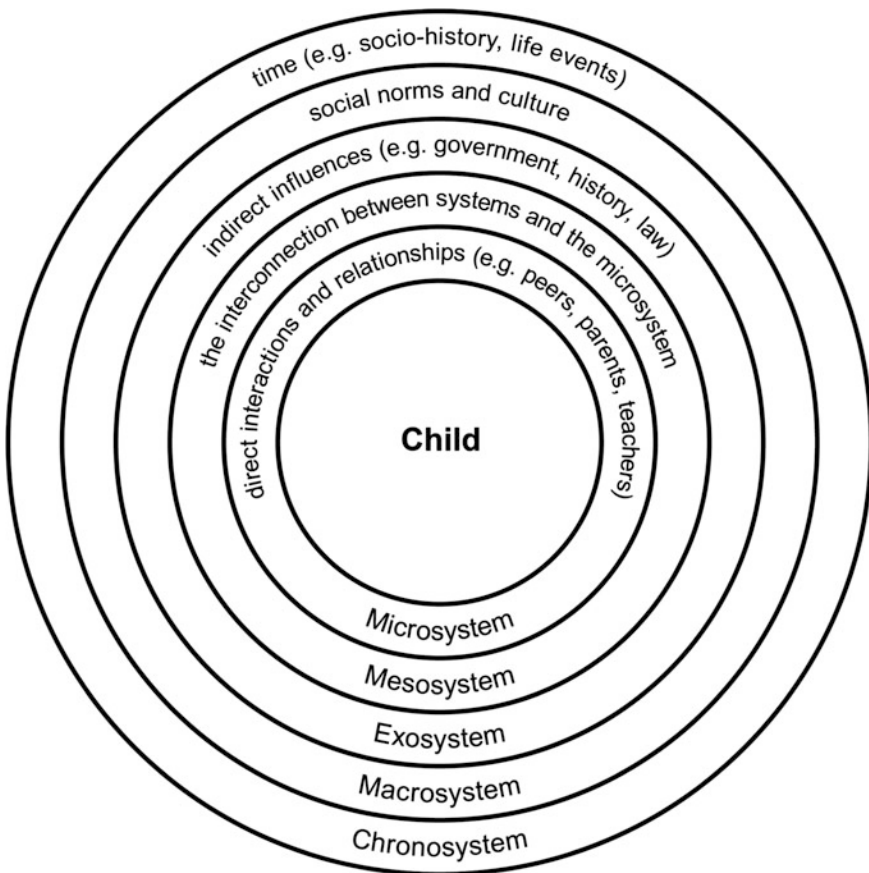 time (e.g. socio-history, life events)
social norms and culture
indirect influences (e.g. government, history, law)
the interconnection between systems and the microsystem
direct interactions and relationships (e.g. peers, parents, teachers)
Child
Microsystem
Mesosystem
Exosystem
Macrosystem
Chronosystem